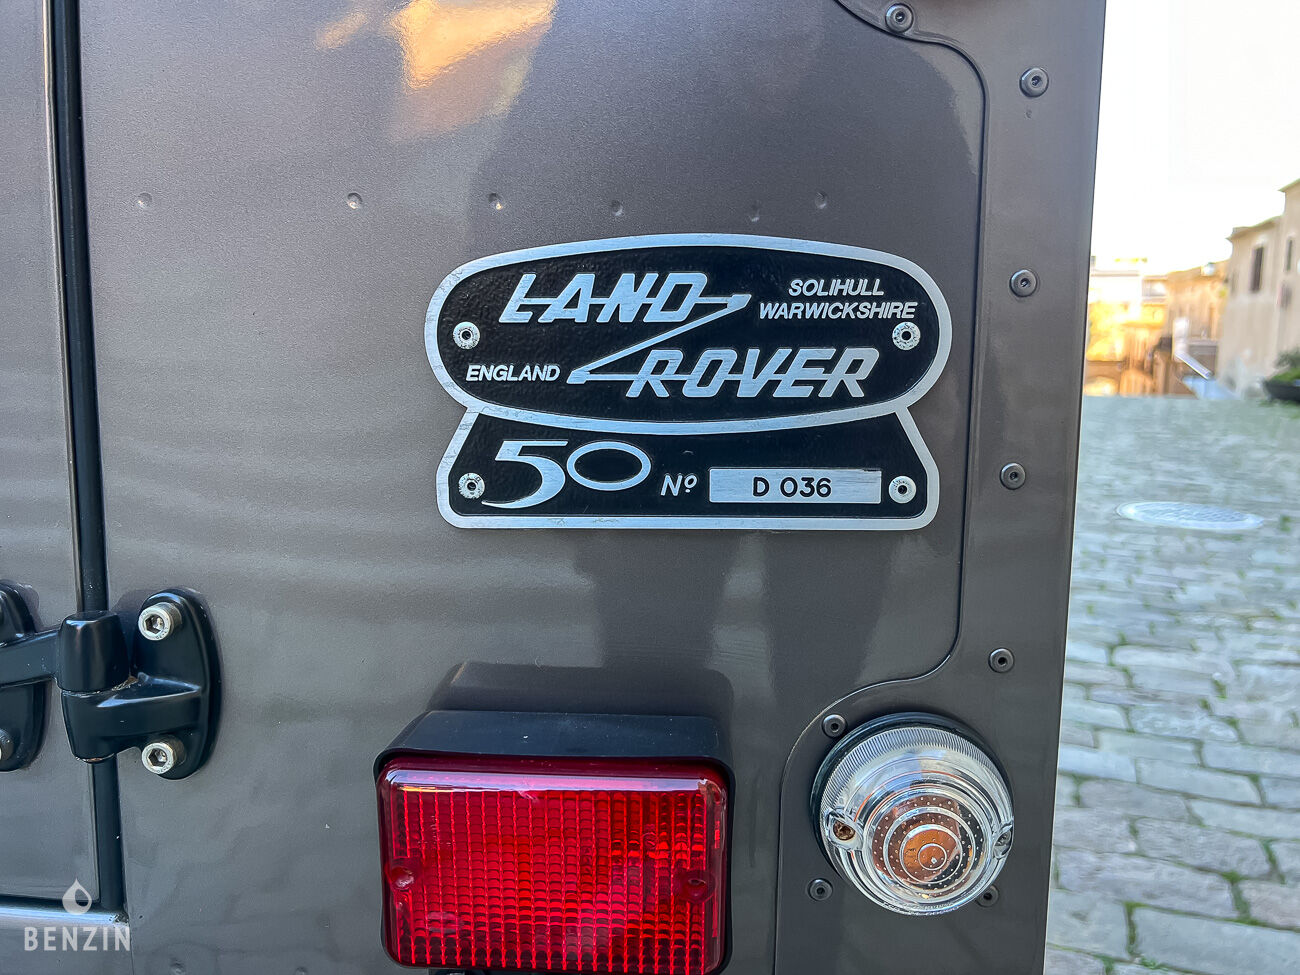 LAND
SOLIHULL
WARWICKSHIRE
ENGLAND
ROVER
50 Nº D 036
BENZIN